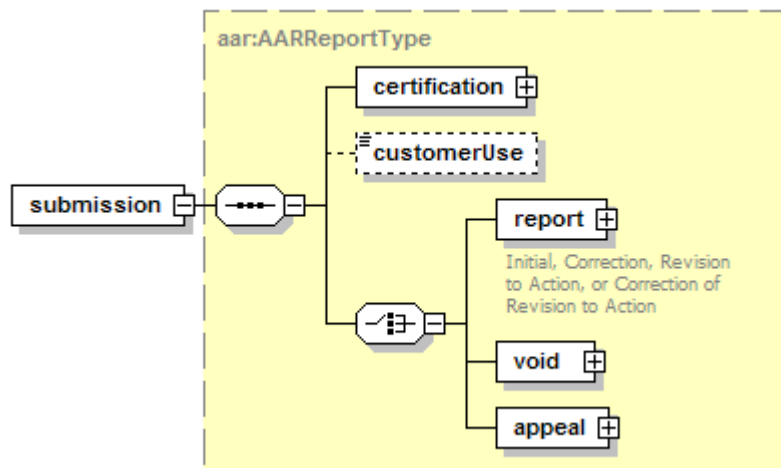 aar:AARReportType
certification
customerUse
submission
report
Initial, Correction, Revision
to Action, or Correction of
Revision to Action
void
appeal